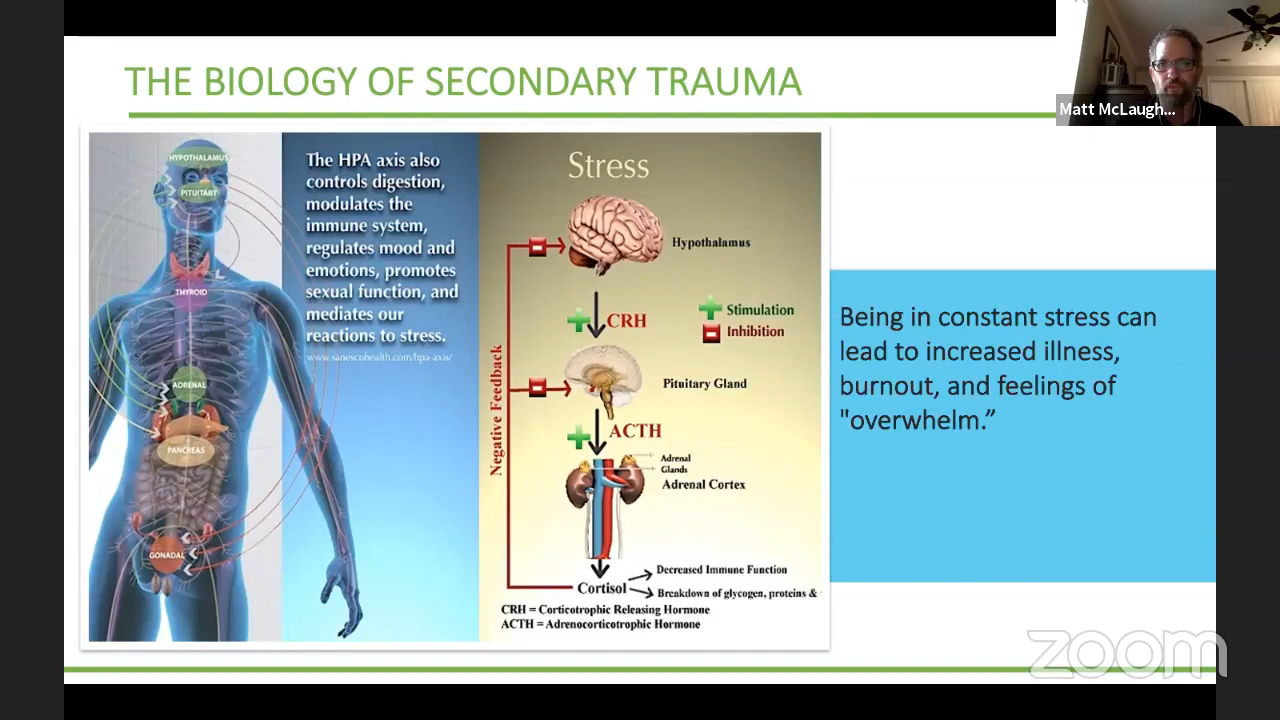 THE BIOLOGY OF SECONDARY TRAUMA
Matt McLaugh...
HYPOTHALAMUS
PITUITARY
THYROID
ADRENAL
PANCREAS
GONADAL
The HPA axis also
controls digestion,
modulates the
immune system,
regulates mood and
emotions, promotes
sexual function, and
mediates our
reactions to stress.
www.sanescohealth.com/hpa-axis/
Stress
Hypothalamus
CRH
Stimulation
Inhibition
Negative Feedback
Pituitary Gland
ACTH
Adrenal
Glands
Adrenal Cortex
Cortisol
Decreased Immune Function
Breakdown of glycogen, proteins &
CRH = Corticotrophic Releasing Hormone
ACTH = Adrenocorticotrophic Hormone
Being in constant stress can
lead to increased illness,
burnout, and feelings of
"overwhelm.”
zoom